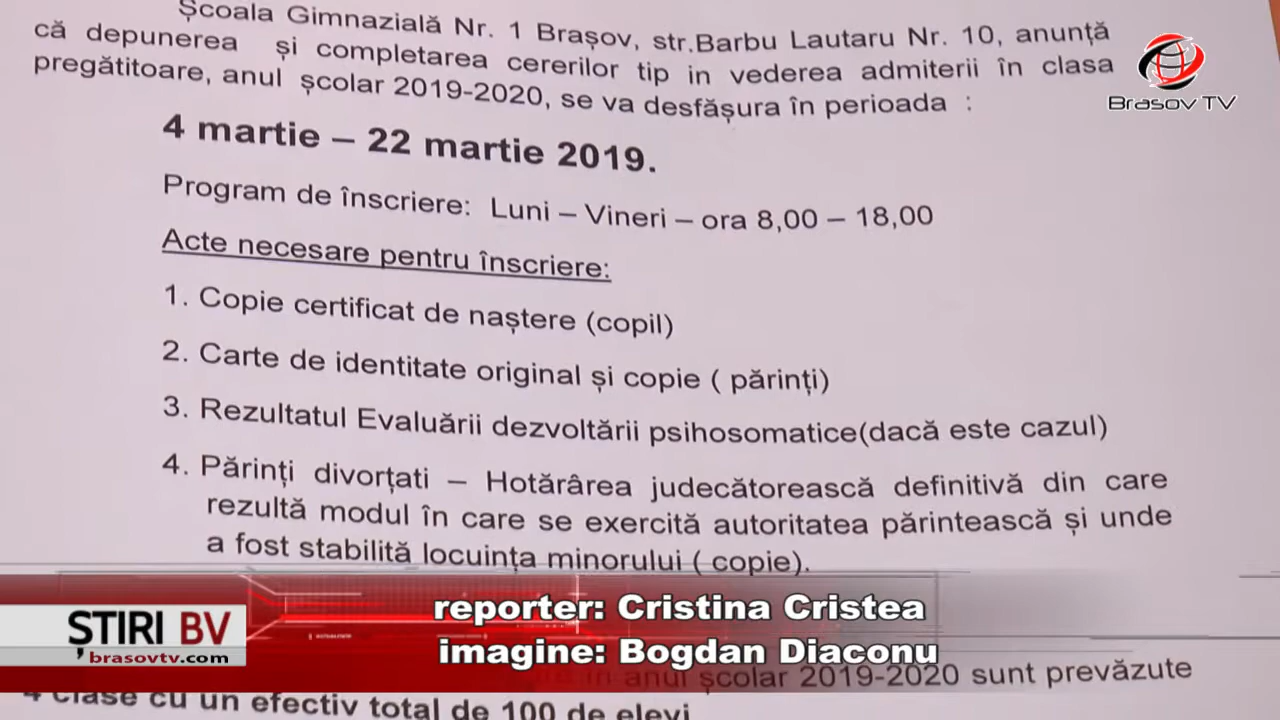 Școala Gimnazială Nr. 1 Brașov, str.Barbu Lautaru Nr. 10, anunță
că depunerea și completarea cererilor tip in vederea admiterii în clasa
pregătitoare, anul școlar 2019-2020, se va desfășura în perioada :
4 martie – 22 martie 2019.
Program de înscriere: Luni – Vineri – ora 8,00 – 18,00
Acte necesare pentru înscriere:
1. Copie certificat de naștere (copil)
2. Carte de identitate original și copie ( părinți)
3. Rezultatul Evaluării dezvoltării psihosomatice(dacă este cazul)
4. Părinți divorțati – Hotărârea judecătorească definitivă din care
rezultă modul în care se exercită autoritatea părintească și unde
a fost stabilită locuința minorului ( copie).
Brasov TV
reporter: Cristina Cristea
imagine: Bogdan Diaconu
ȘTIRI BV
brasovtv.com
în anul școlar 2019-2020 sunt prevăzute
4 clase cu un efectiv total de 100 de elevi